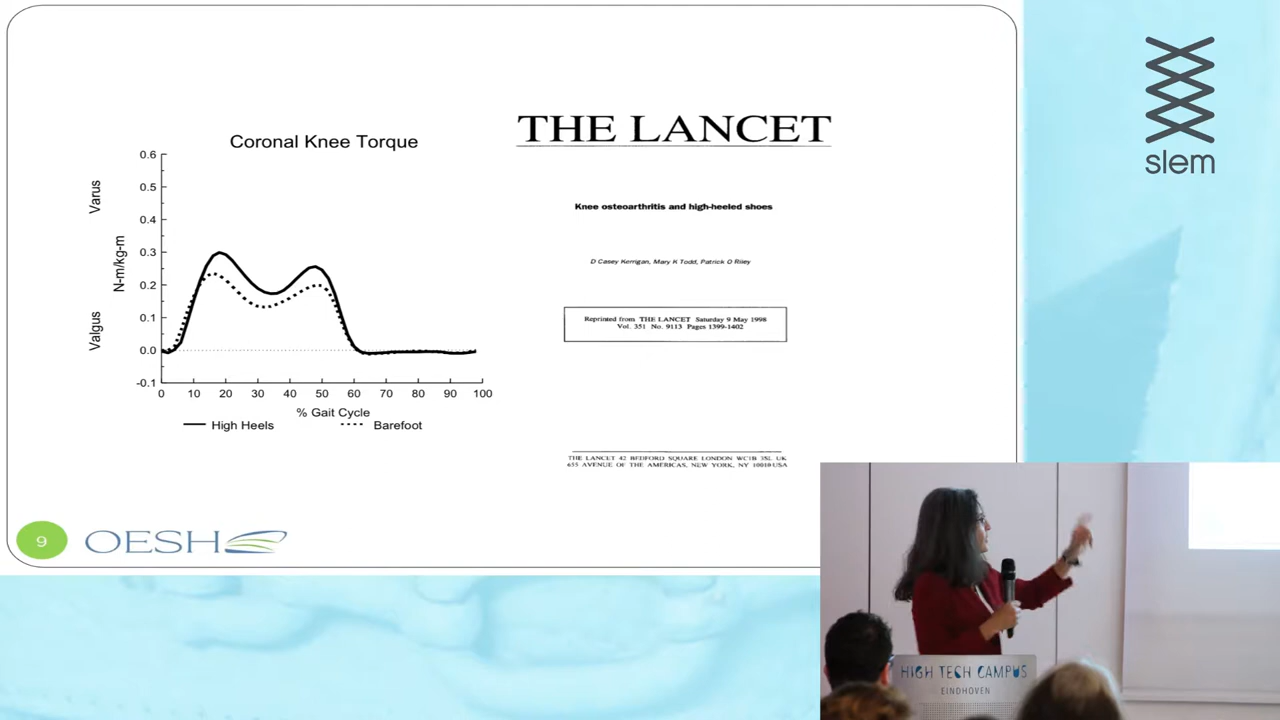 Coronal Knee Torque
0.6
0.5
0.4
0.3
0.2
0.1
0.0
-0.1
Varus
N-m/kg-m
Valgus
0 10 20 30 40 50 60 70 80 90 100
% Gait Cycle
High Heels Barefoot
THE LANCET
Knee osteoarthritis and high-heeled shoes
D Casey Kerrigan, Mary K Todd, Patrick O Riley
Reprinted from THE LANCET Saturday 9 May 1998
Vol. 351 No. 9113 Pages 1399-1402
THE LANCET 42 BEDFORD SQUARE LONDON WC1B 3SL UK
655 AVENUE OF THE AMERICAS, NEW YORK, NY 10010 USA
9
OESH
slem
HIGH TECH CAMPUS
EINDHOVEN